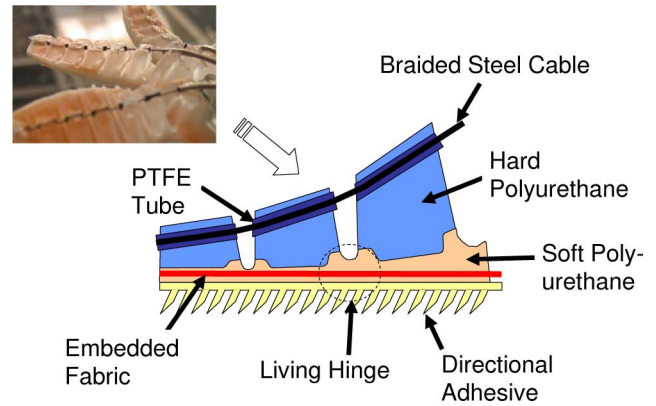 Braided Steel Cable
PTFE
Tube
Hard
Polyurethane
Soft Poly-
urethane
Embedded
Fabric
Living Hinge
Directional
Adhesive